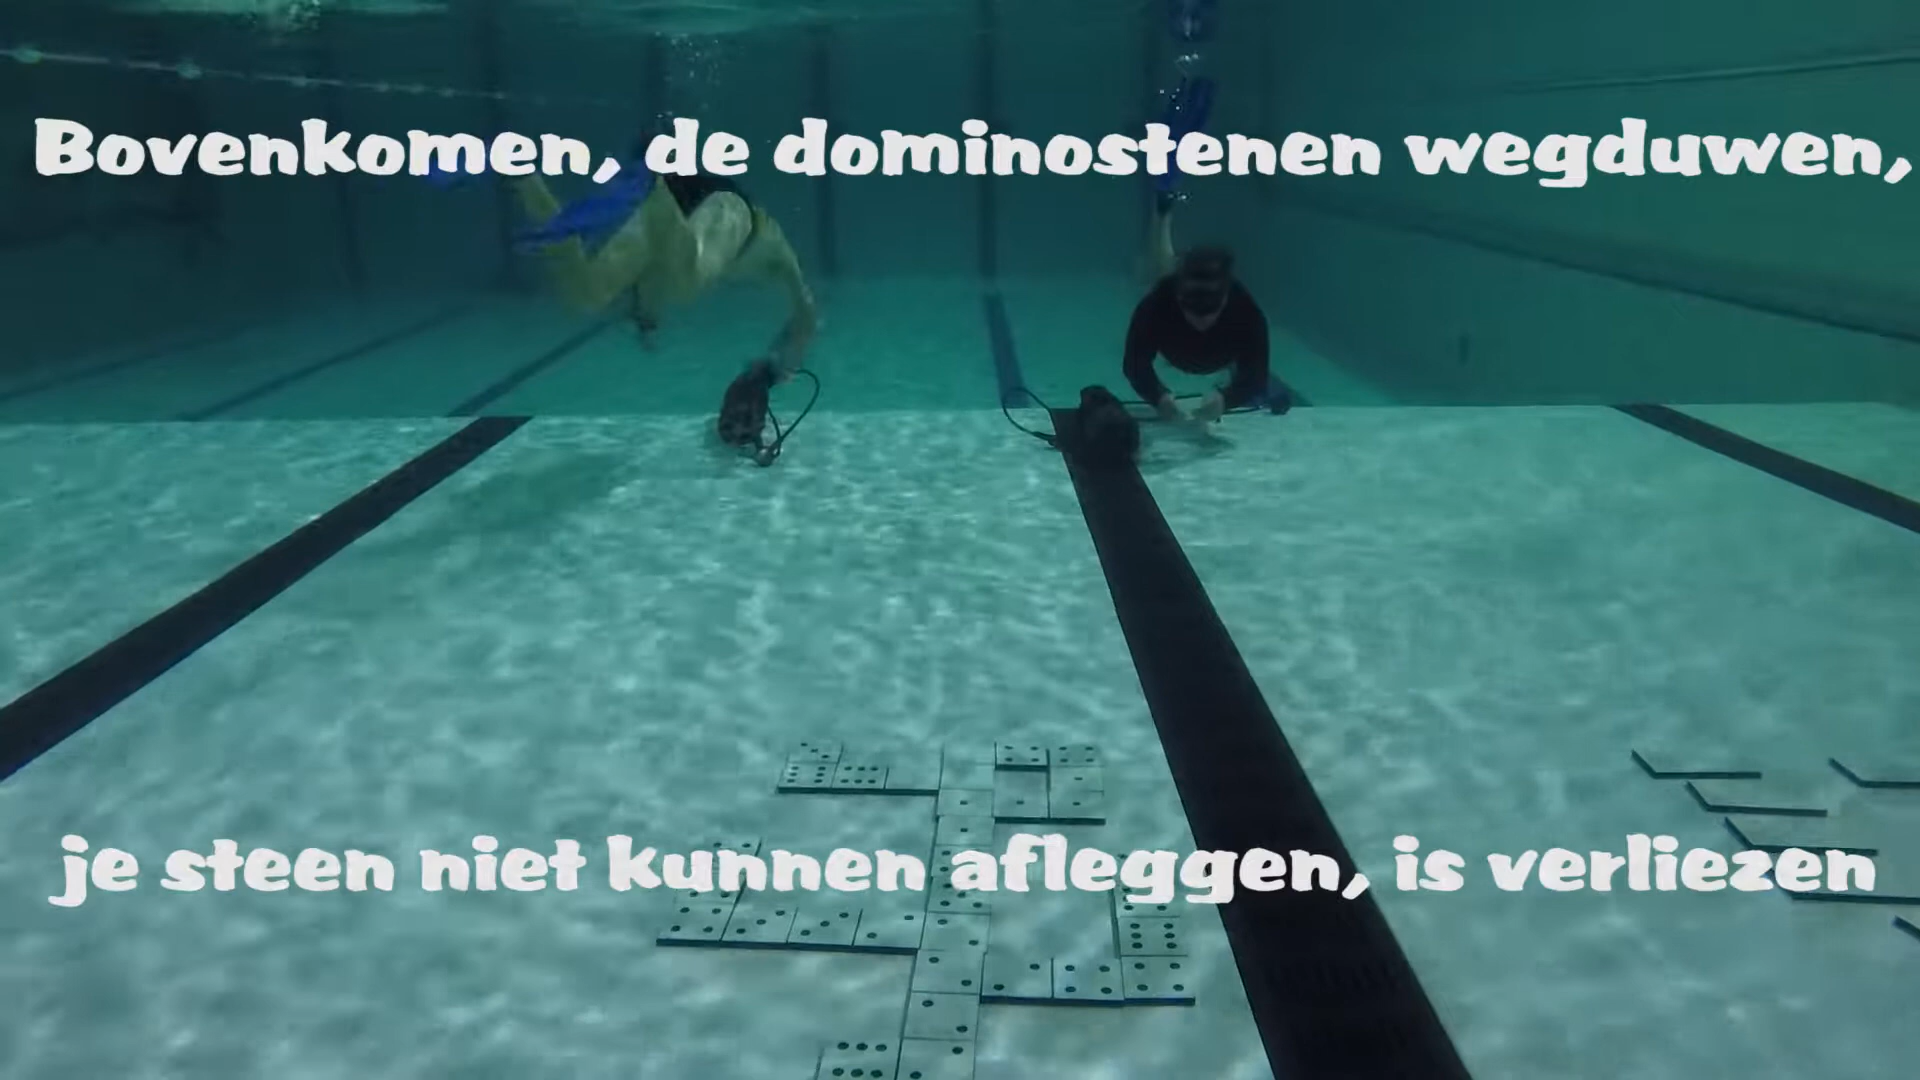 Bovenkomen, de dominostenen wegduwen,
je steen niet kunnen afleggen, is verliezen